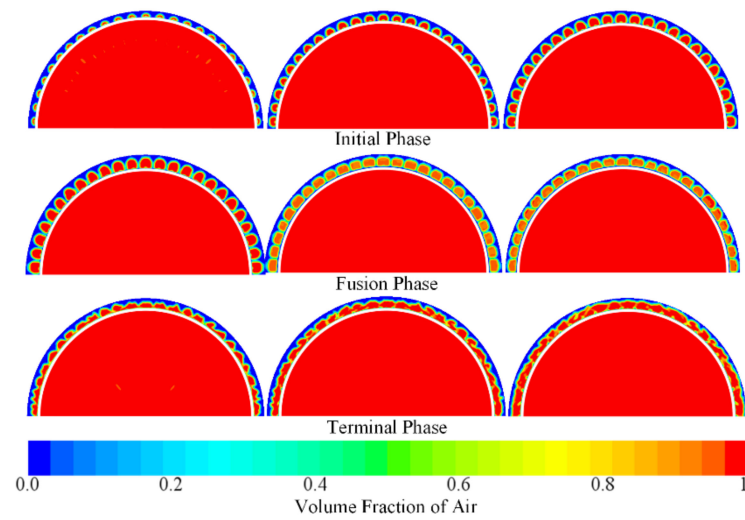 Initial Phase
Fusion Phase
Terminal Phase
0.0 0.2 0.4 0.6 0.8 1
Volume Fraction of Air